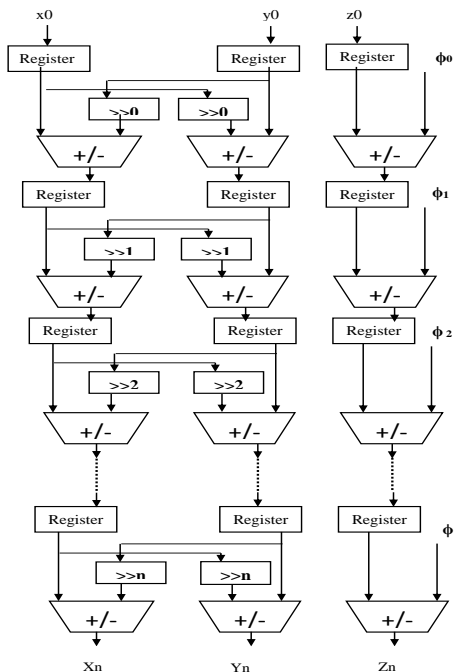 x0 y0 z0
Register Register Register
ϕ0
>>0 >>0
+/- +/- +/-
Register Register Register
ϕ1
>>1 >>1
+/- +/- +/-
Register Register Register
ϕ 2
>>2 >>2
+/- +/- +/-
Register Register Register
ϕ
>>n >>n
+/- +/- +/-
Xn Yn Zn